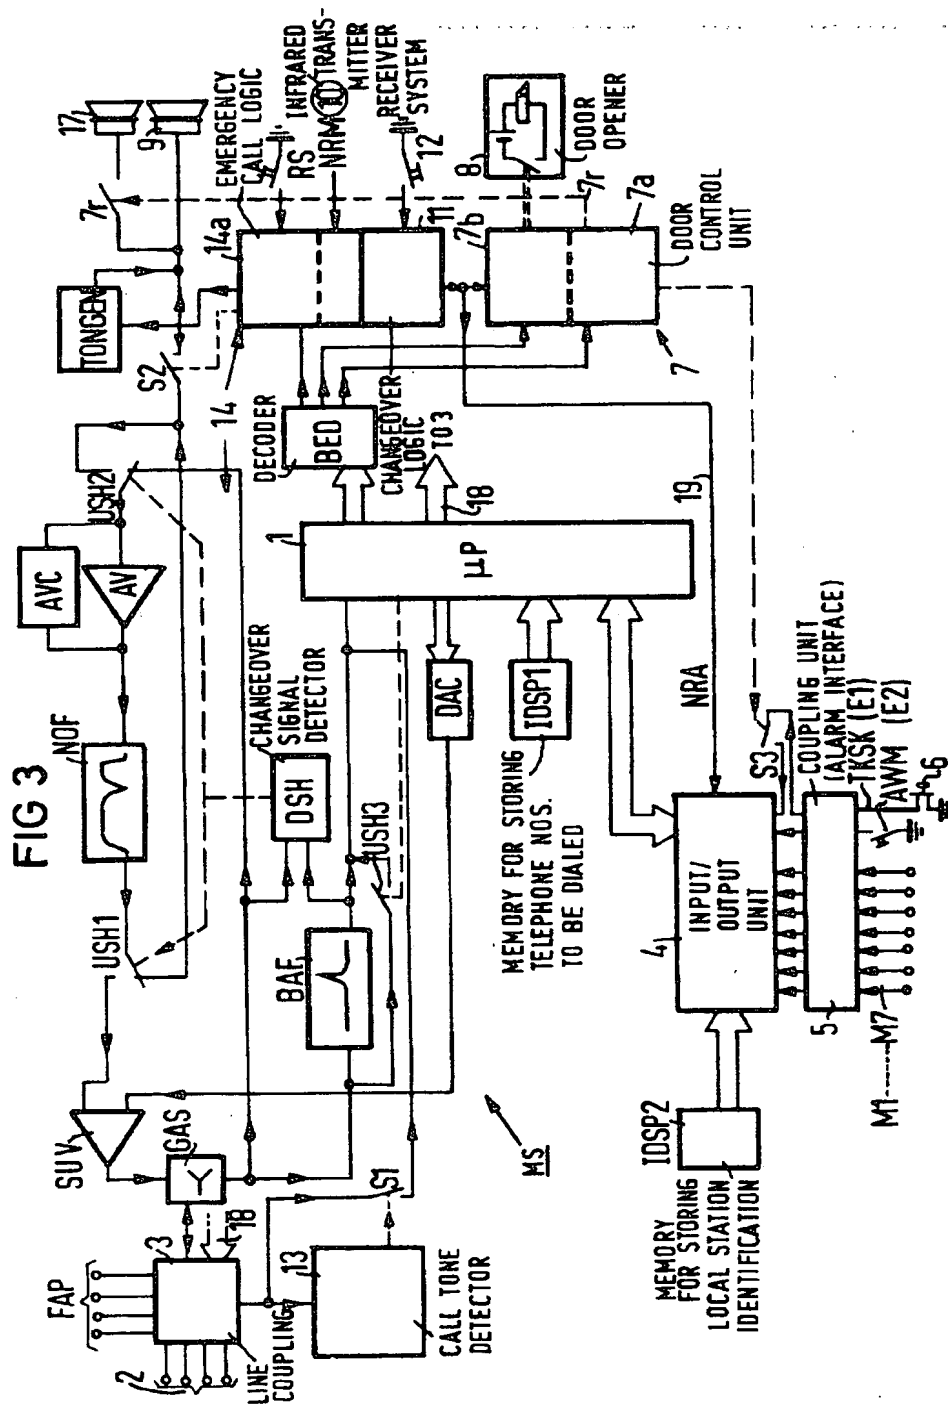 FIG 3
FAP
2
3
LINE
COUPLING
18
GAS
SUV
13
CALL TONE
DETECTOR
S1
MS
USH1
NOF
AVC
AV
USH2
S2
TONGEN
7r
17
9
BAF
USH3
DSH
CHANGEOVER
SIGNAL
DETECTOR
DAC
14
14a
EMERGENCY
CALL LOGIC
INFRARED
TRANS-
MITTER
RECEIVER
SYSTEM
RS
NRM
10
12
11
DECODER
BED
CHANGEOVER
LOGIC
TO 3
18
1
µP
7b
7r
7a
7
DOOR
CONTROL
UNIT
8
DOOR
OPENER
MEMORY FOR STORING
TELEPHONE NOS.
TO BE DIALED
IDSP1
19
NRA
4
INPUT/
OUTPUT
UNIT
S3
COUPLING UNIT
(ALARM INTERFACE)
TKSK (E1)
AWM (E2)
6
5
M1-------M7
IDSP2
MEMORY
FOR STORING
LOCAL STATION
IDENTIFICATION